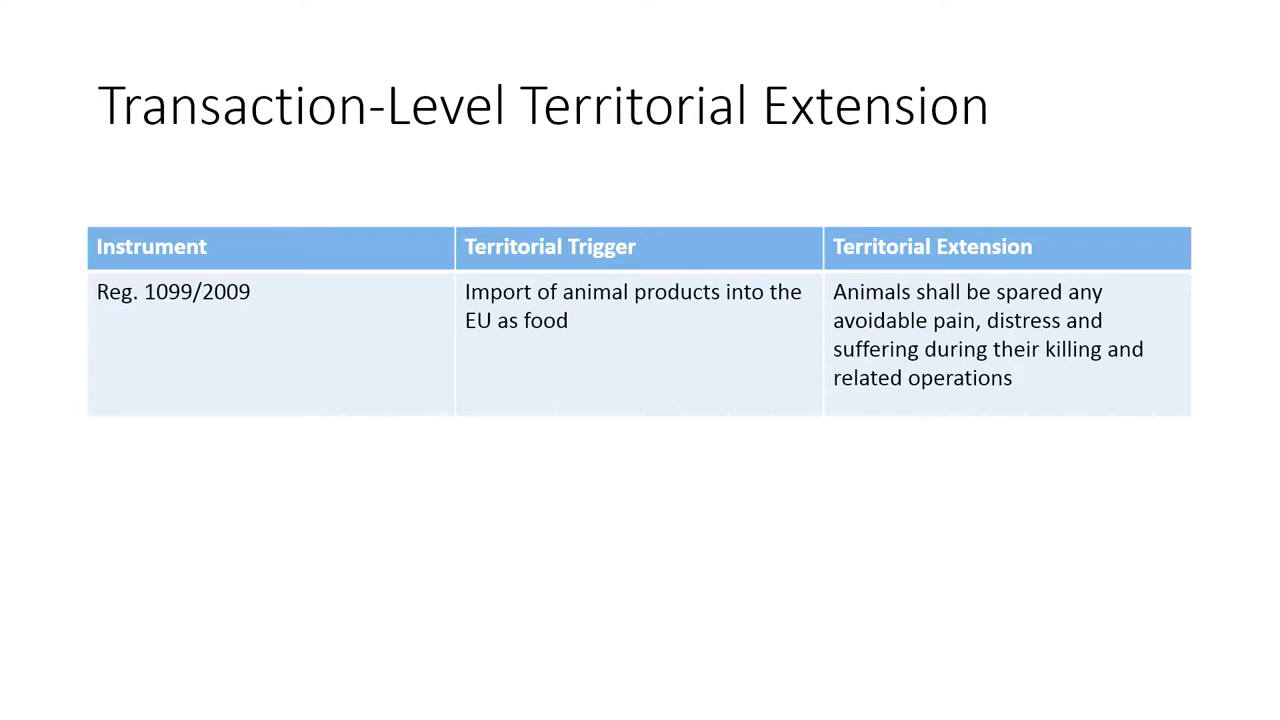 Transaction-Level Territorial Extension
Instrument
Territorial Trigger
Territorial Extension
Reg. 1099/2009
Import of animal products into the
EU as food
Animals shall be spared any
avoidable pain, distress and
suffering during their killing and
related operations